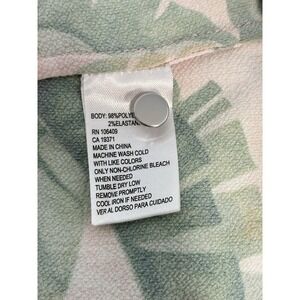 BODY: 98%POLYE
2%ELASTAN
RN 106409
CA 19371
MADE IN CHINA
MACHINE WASH COLD
WITH LIKE COLORS
ONLY NON-CHLORINE BLEACH
WHEN NEEDED
TUMBLE DRY LOW
REMOVE PROMPTLY
COOL IRON IF NEEDED
VER AL DORSO PARA CUIDADO